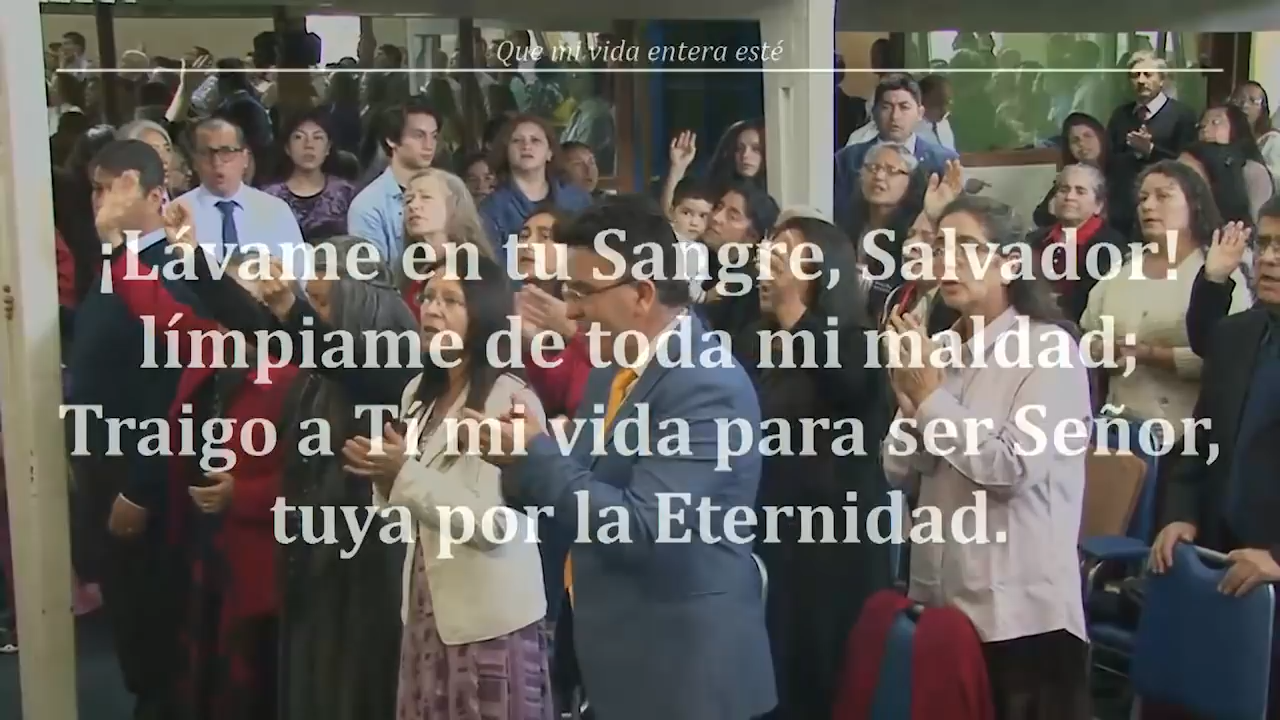 Que mi vida entera esté
¡Lávame en tu Sangre, Salvador!
límpiame de toda mi maldad;
Traigo a Tí mi vida para ser Señor,
tuya por la Eternidad.